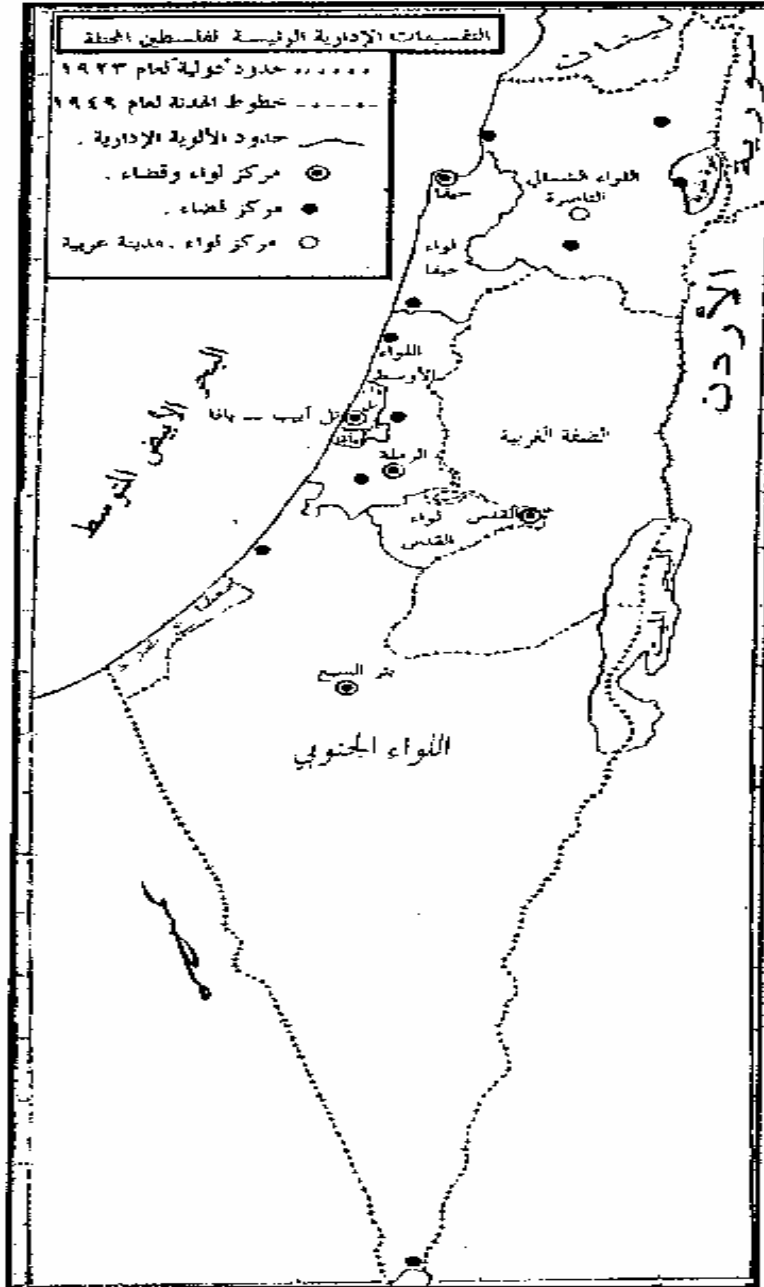 التقسيمات الإدارية الرئيسة لفلسطين المحتلة
حدود دولية لعام ١٩٢٣
خطوط الهدنة لعام ١٩٤٩
حدود الألوية الإدارية .
مركز لواء وقضاء .
مركز قضاء .
مركز لواء . مدينة عربية
سورية
حيفا
اللواء الشمالي
الناصرة
لواء
حيفا
الأردن
اللواء
الأوسط
البحر الأبيض المتوسط
تل أبيب — يافا
الضفة الغربية
الرملة
القدس
لواء
القدس
بئر السبع
اللواء الجنوبي
مصر